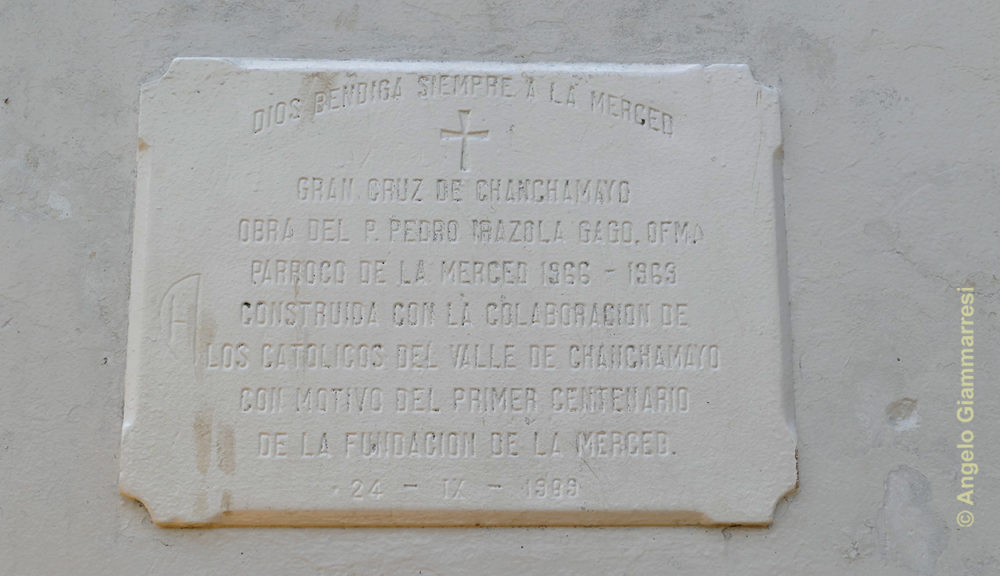 DIOS BENDIGA SIEMPRE A LA MERCED
GRAN CRUZ DE CHANCHAMAYO
OBRA DEL P. PEDRO IRAZOLA GAGO, OFM.
PARROCO DE LA MERCED 1966 - 1969
CONSTRUIDA CON LA COLABORACION DE
LOS CATOLICOS DEL VALLE DE CHANCHAMAYO
CON MOTIVO DEL PRIMER CENTENARIO
DE LA FUNDACION DE LA MERCED.
24 - IX - 1969
© Angelo Giammarresi